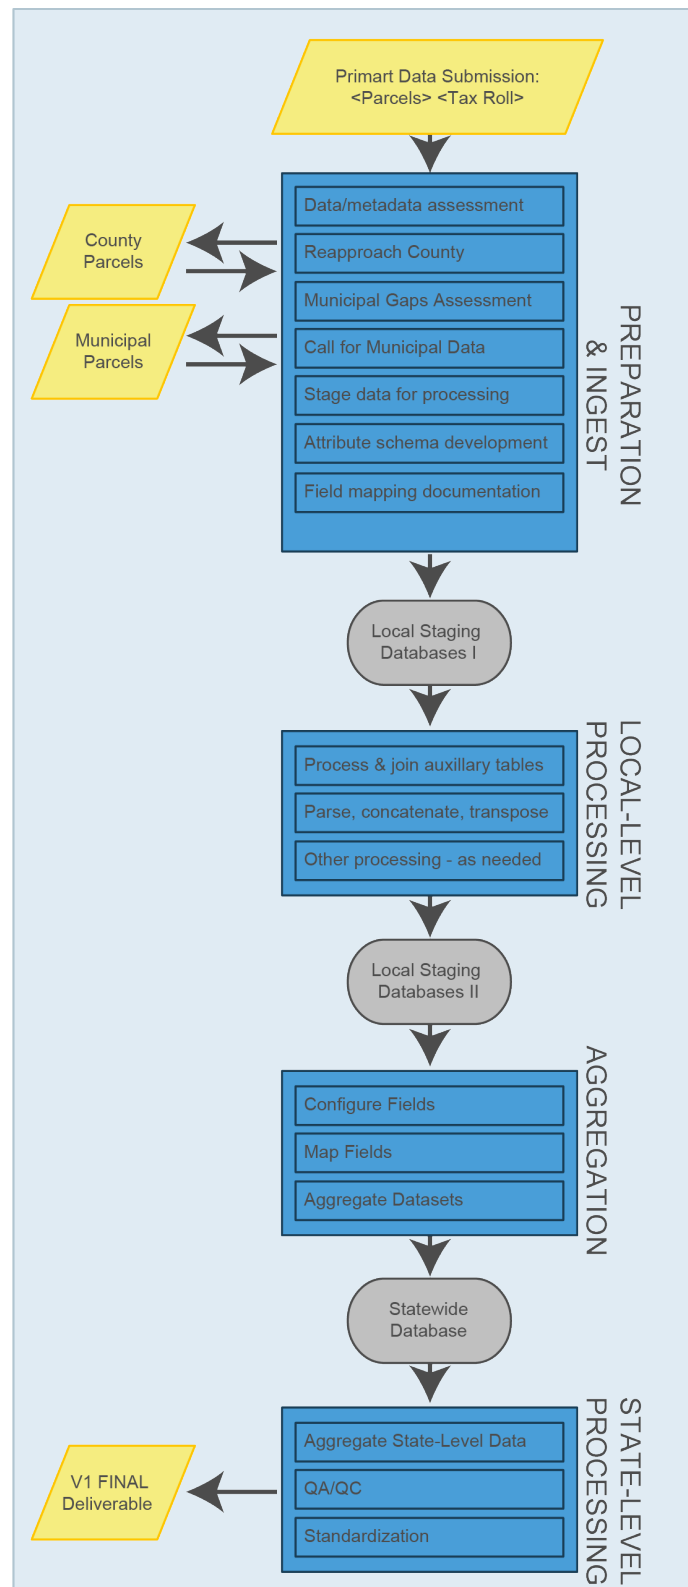 Primart Data Submission:
<Parcels> <Tax Roll>
Data/metadata assessment
Reapproach County
Municipal Gaps Assessment
Call for Municipal Data
Stage data for processing
Attribute schema development
Field mapping documentation
County
Parcels
Municipal
Parcels
PREPARATION
& INGEST
Local Staging
Databases I
Process & join auxillary tables
Parse, concatenate, transpose
Other processing - as needed
LOCAL-LEVEL
PROCESSING
Local Staging
Databases II
Configure Fields
Map Fields
Aggregate Datasets
AGGREGATION
Statewide
Database
Aggregate State-Level Data
QA/QC
Standardization
STATE-LEVEL
PROCESSING
V1 FINAL
Deliverable